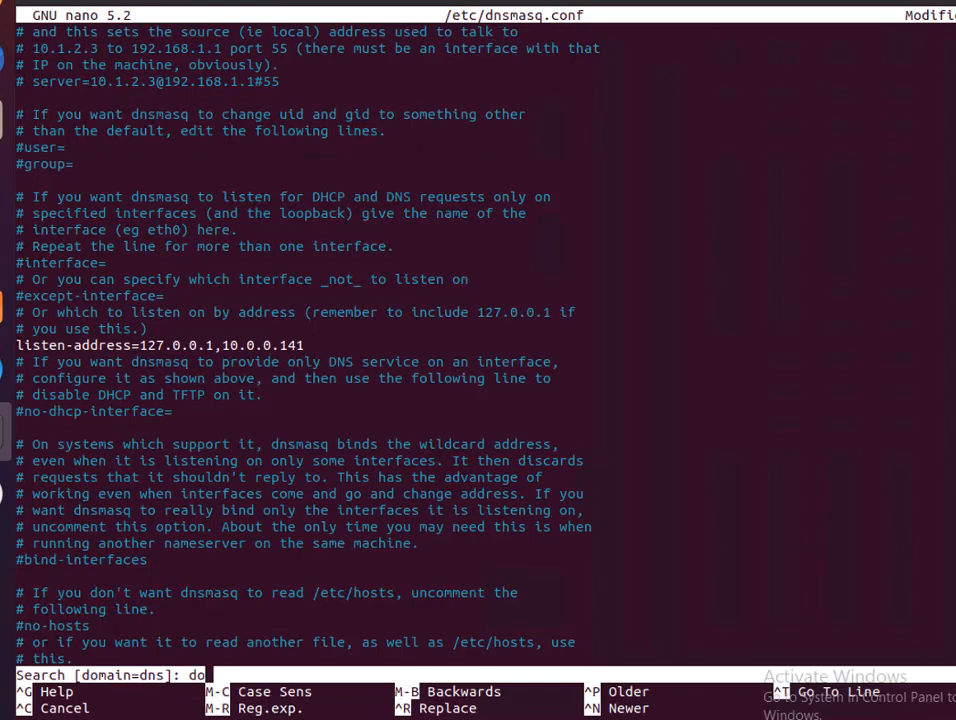 GNU nano 5.2 /etc/dnsmasq.conf Modifie
# and this sets the source (ie local) address used to talk to
# 10.1.2.3 to 192.168.1.1 port 55 (there must be an interface with that
# IP on the machine, obviously).
# server=10.1.2.3@192.168.1.1#55
# If you want dnsmasq to change uid and gid to something other
# than the default, edit the following lines.
#user=
#group=
# If you want dnsmasq to listen for DHCP and DNS requests only on
# specified interfaces (and the loopback) give the name of the
# interface (eg eth0) here.
# Repeat the line for more than one interface.
#interface=
# Or you can specify which interface _not_ to listen on
#except-interface=
# Or which to listen on by address (remember to include 127.0.0.1 if
# you use this.)
listen-address=127.0.0.1,10.0.0.141
# If you want dnsmasq to provide only DNS service on an interface,
# configure it as shown above, and then use the following line to
# disable DHCP and TFTP on it.
#no-dhcp-interface=
# On systems which support it, dnsmasq binds the wildcard address,
# even when it is listening on only some interfaces. It then discards
# requests that it shouldn't reply to. This has the advantage of
# working even when interfaces come and go and change address. If you
# want dnsmasq to really bind only the interfaces it is listening on,
# uncomment this option. About the only time you may need this is when
# running another nameserver on the same machine.
#bind-interfaces
# If you don't want dnsmasq to read /etc/hosts, uncomment the
# following line.
#no-hosts
# or if you want it to read another file, as well as /etc/hosts, use
# this.
Search [domain=dns]: do
^G Help M-C Case Sens M-B Backwards ^P Older ^T Go To Line
^C Cancel M-R Reg.exp. ^R Replace ^N Newer
Activate Windows
Go to System in Control Panel to
Windows.